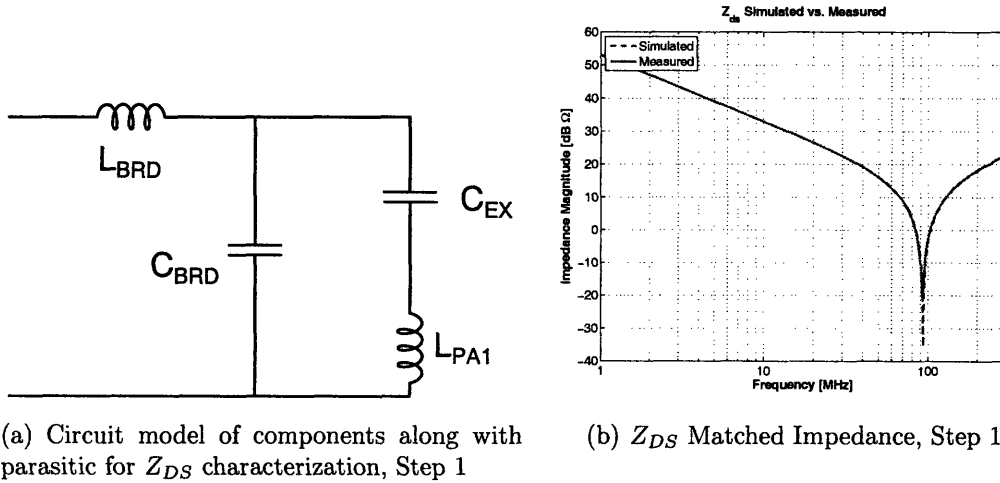 L_BRD
C_BRD
C_EX
L_PA1
(a) Circuit model of components along with
parasitic for Z_DS characterization, Step 1
Z_ds Simulated vs. Measured
Simulated
Measured
Impedance Magnitude [dB Ω]
60
50
40
30
20
10
0
−10
−20
−30
−40
1
10
100
Frequency [MHz]
(b) Z_DS Matched Impedance, Step 1